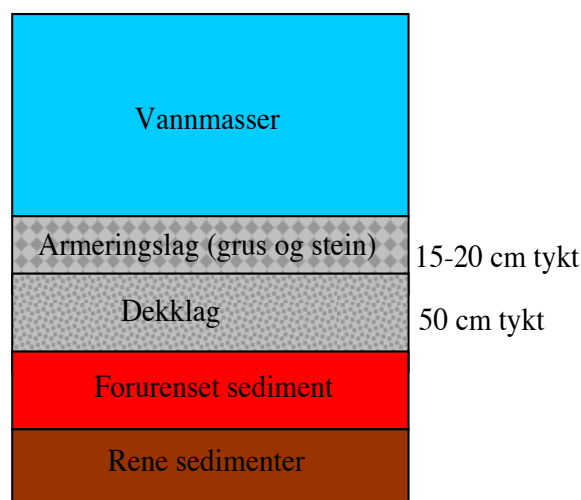 Vannmasser
Armeringslag (grus og stein)
15-20 cm tykt
Dekklag
50 cm tykt
Forurenset sediment
Rene sedimenter